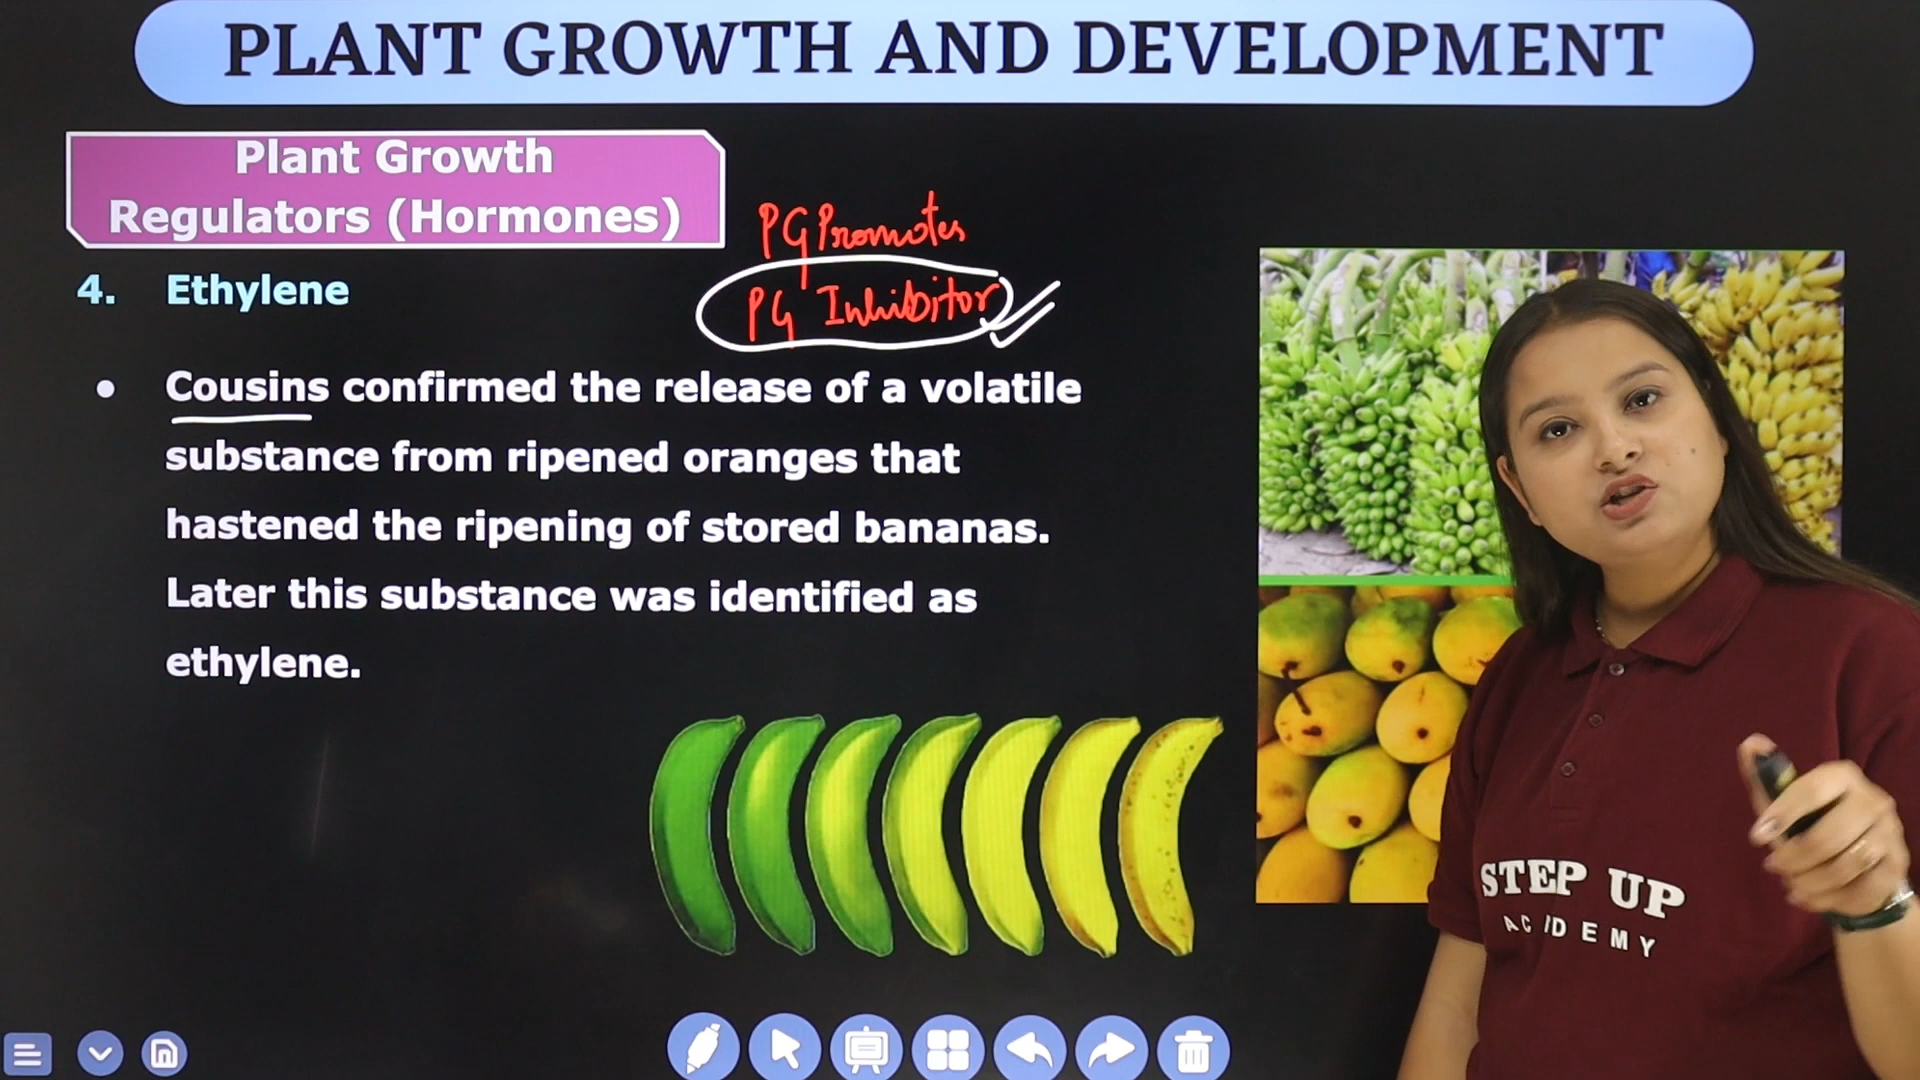 PLANT GROWTH AND DEVELOPMENT
Plant Growth
Regulators (Hormones)
PG Promotes
PG Inhibitor
4. Ethylene
• Cousins confirmed the release of a volatile
substance from ripened oranges that
hastened the ripening of stored bananas.
Later this substance was identified as
ethylene.
STEP UP
ACADEMY